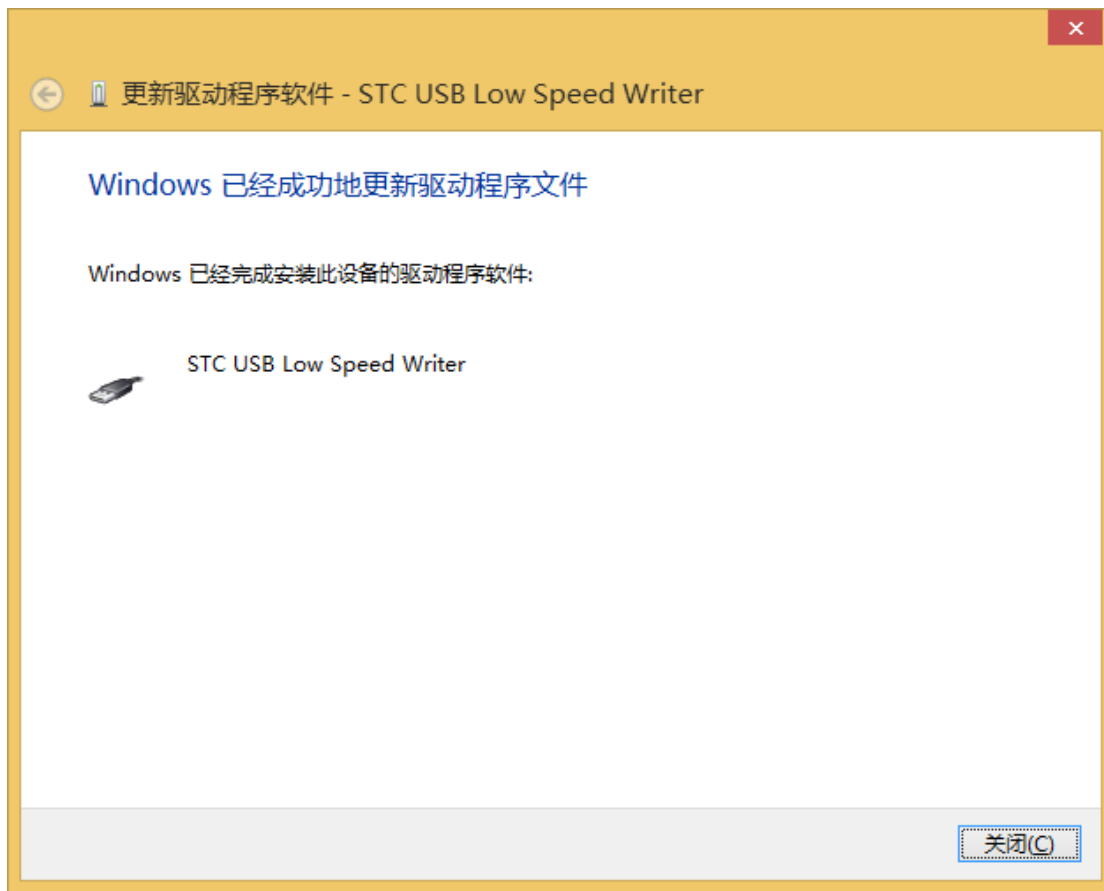 更新驱动程序软件 - STC USB Low Speed Writer
Windows 已经成功地更新驱动程序文件
Windows 已经完成安装此设备的驱动程序软件:
STC USB Low Speed Writer
关闭(C)